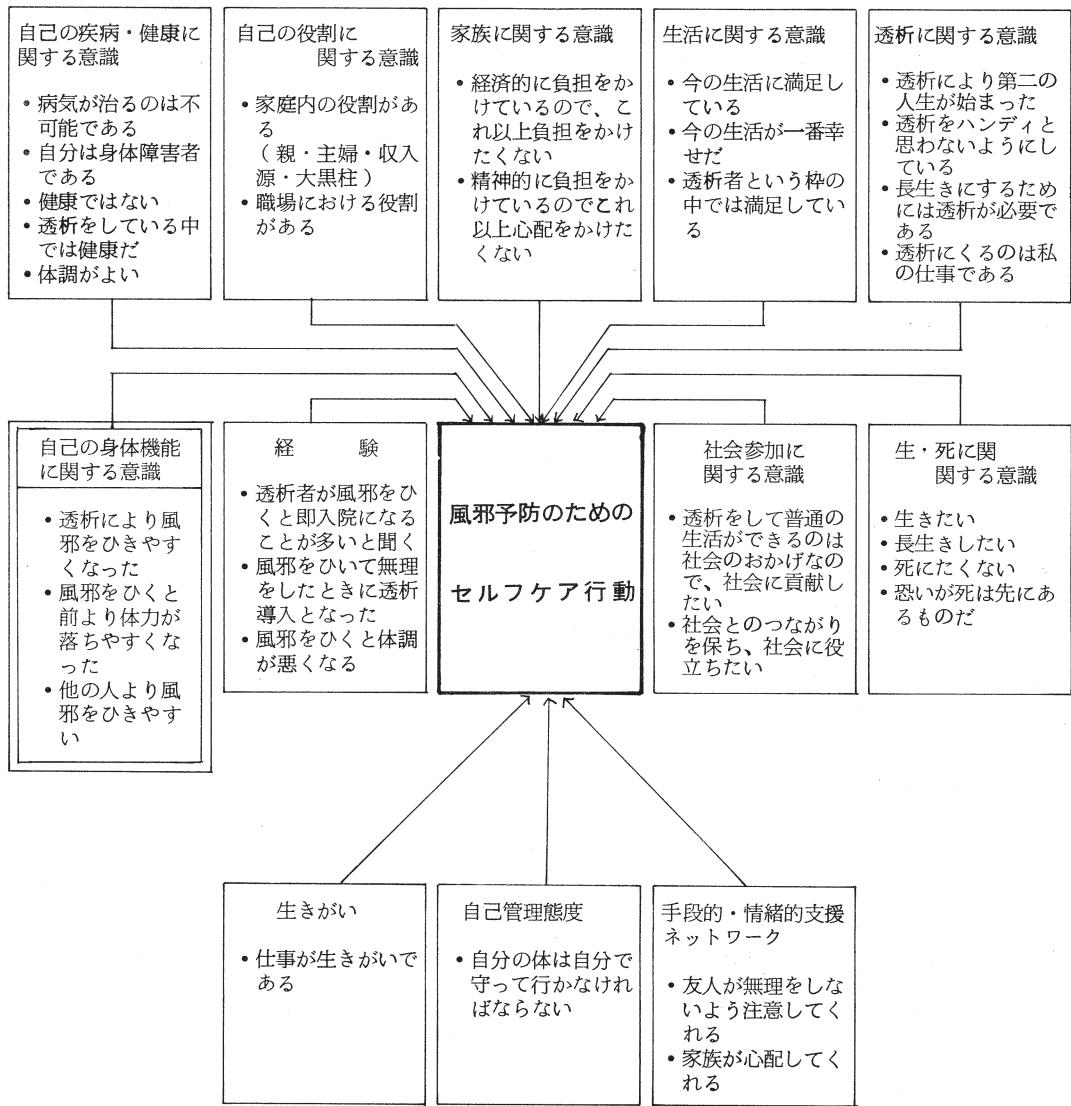 自己の疾病・健康に
関する意識
• 病気が治るのは不
可能である
• 自分は身体障害者
である
• 健康ではない
• 透析をしている中
では健康だ
• 体調がよい
自己の役割に
関する意識
• 家庭内の役割があ
る
(親・主婦・収入
源・大黒柱)
• 職場における役割
がある
家族に関する意識
• 経済的に負担をか
けているので、こ
れ以上負担をかけ
たくない
• 精神的に負担をか
けているのでこれ
以上心配をかけた
くない
生活に関する意識
• 今の生活に満足し
ている
• 今の生活が一番幸
せだ
• 透析者という枠の
中では満足してい
る
透析に関する意識
• 透析により第二の
人生が始まった
• 透析をハンディと
思わないようにし
ている
• 長生きにするため
には透析が必要で
ある
• 透析にくるのは私
の仕事である
自己の身体機能
に関する意識
• 透析により風
邪をひきやす
くなった
• 風邪をひくと
前より体力が
落ちやすくな
った
• 他の人より風
邪をひきやす
い
経 験
• 透析者が風邪をひ
くと即入院になる
ことが多いと聞く
• 風邪をひいて無理
をしたときに透析
導入となった
• 風邪をひくと体調
が悪くなる
風邪予防のための
セルフケア行動
社会参加に
関する意識
• 透析をして普通の
生活ができるのは
社会のおかげなの
で、社会に貢献し
たい
• 社会とのつながり
を保ち、社会に役
立ちたい
生・死に関
関する意識
• 生きたい
• 長生きしたい
• 死にたくない
• 恐いが死は先にあ
るものだ
生きがい
• 仕事が生きがいで
ある
自己管理態度
• 自分の体は自分で
守って行かなけれ
ばならない
手段的・情緒的支援
ネットワーク
• 友人が無理をしな
いよう注意してく
れる
• 家族が心配してく
れる